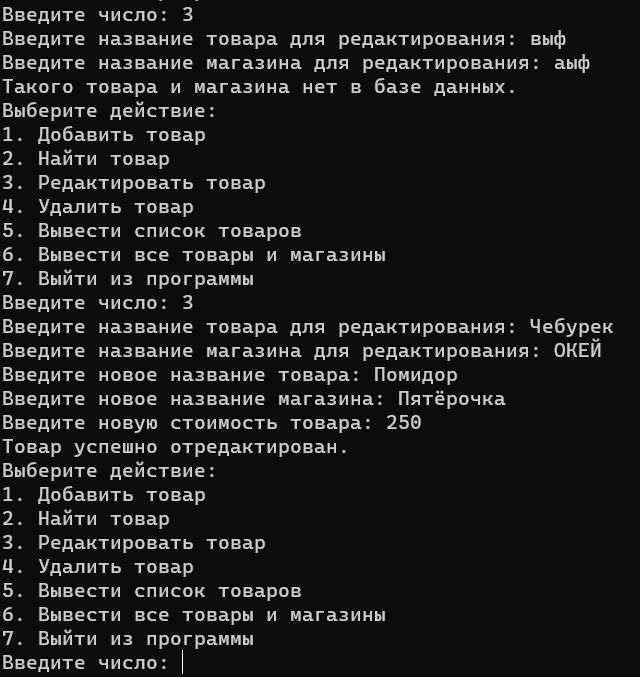 Введите число: 3
Введите название товара для редактирования: выф
Введите название магазина для редактирования: аыф
Такого товара и магазина нет в базе данных.
Выберите действие:
1. Добавить товар
2. Найти товар
3. Редактировать товар
4. Удалить товар
5. Вывести список товаров
6. Вывести все товары и магазины
7. Выйти из программы
Введите число: 3
Введите название товара для редактирования: Чебурек
Введите название магазина для редактирования: ОКЕЙ
Введите новое название товара: Помидор
Введите новое название магазина: Пятёрочка
Введите новую стоимость товара: 250
Товар успешно отредактирован.
Выберите действие:
1. Добавить товар
2. Найти товар
3. Редактировать товар
4. Удалить товар
5. Вывести список товаров
6. Вывести все товары и магазины
7. Выйти из программы
Введите число: